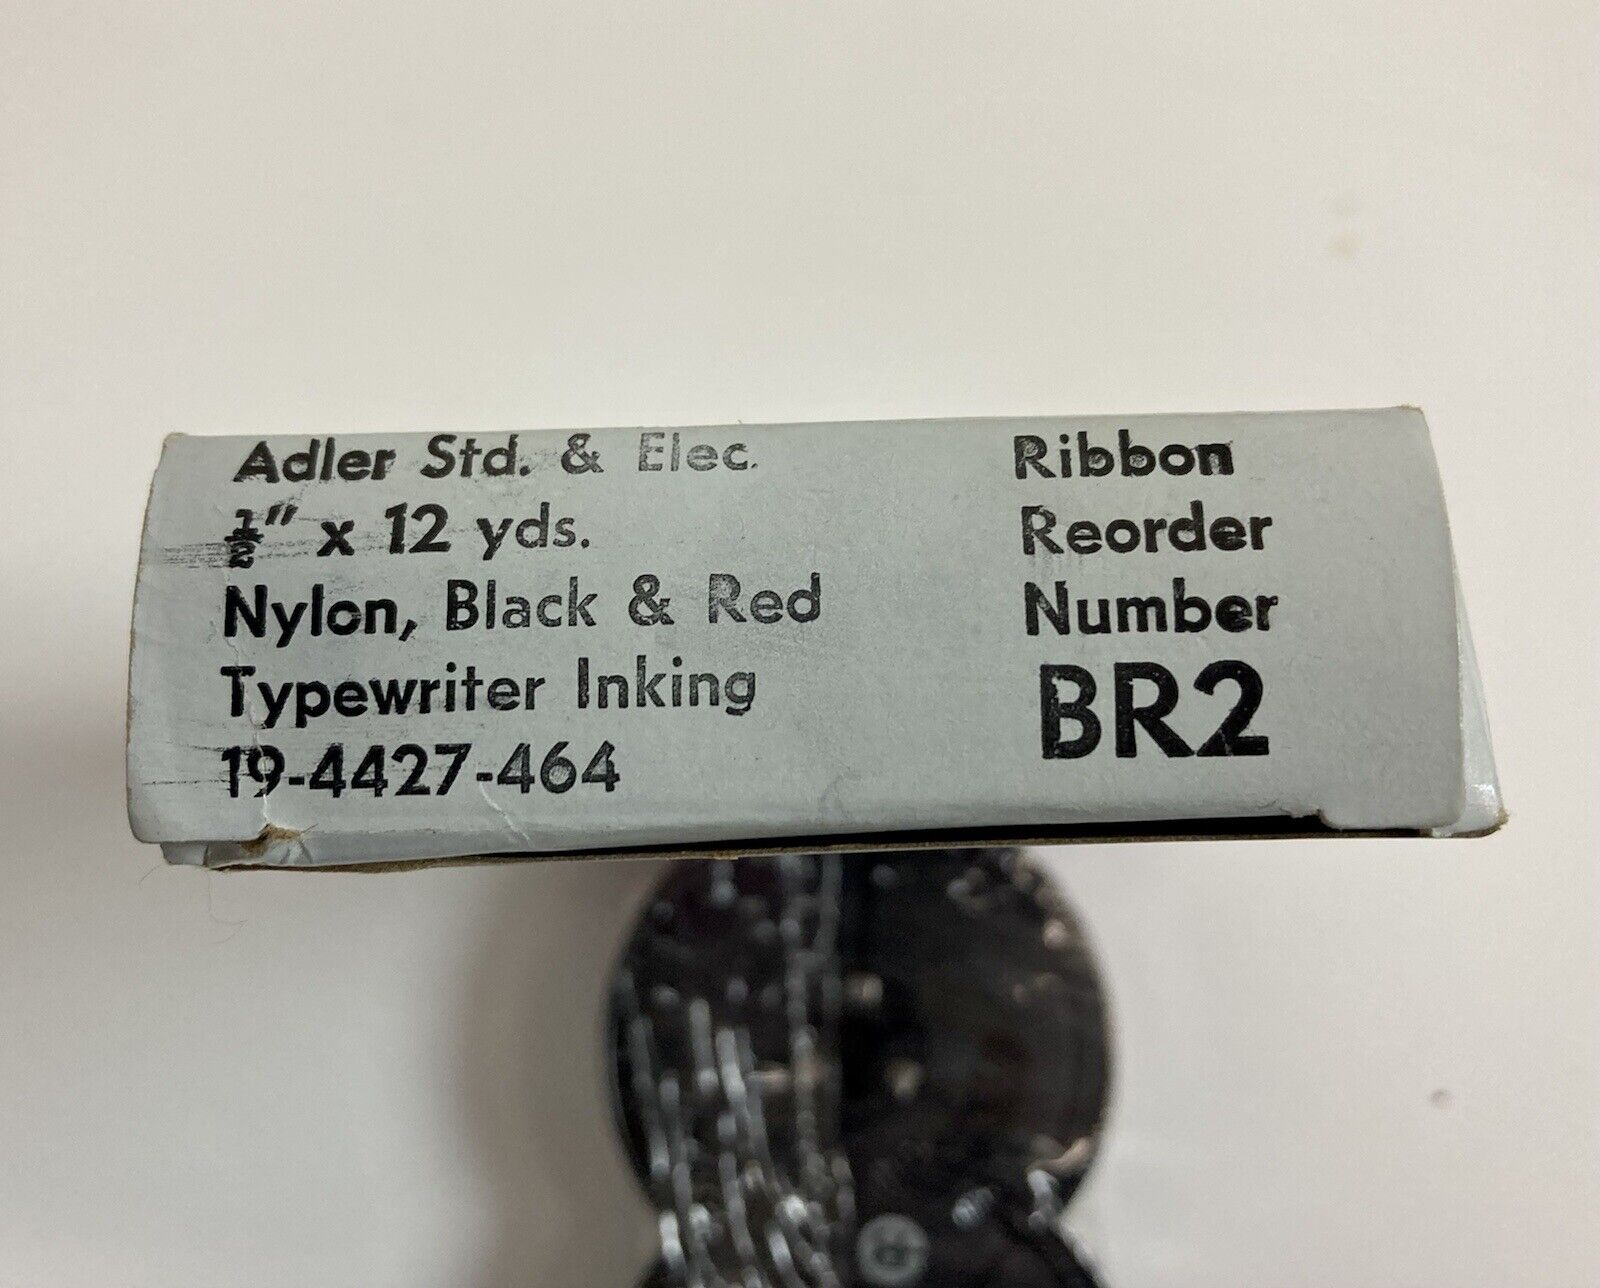 Adler Std. & Elec.
½" x 12 yds.
Nylon, Black & Red
Typewriter Inking
19-4427-464
Ribbon
Reorder
Number
BR2